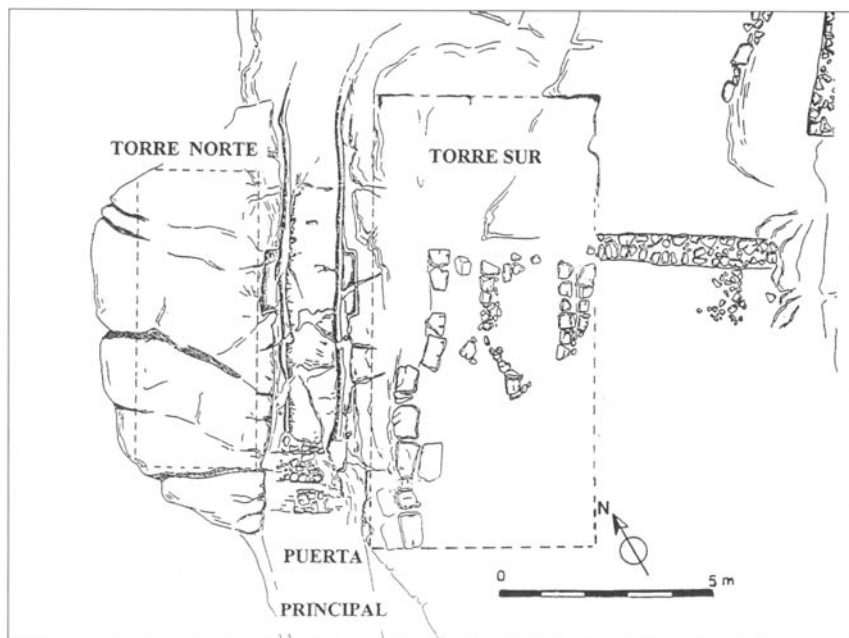 TORRE NORTE
TORRE SUR
PUERTA
PRINCIPAL
N
0 5 m